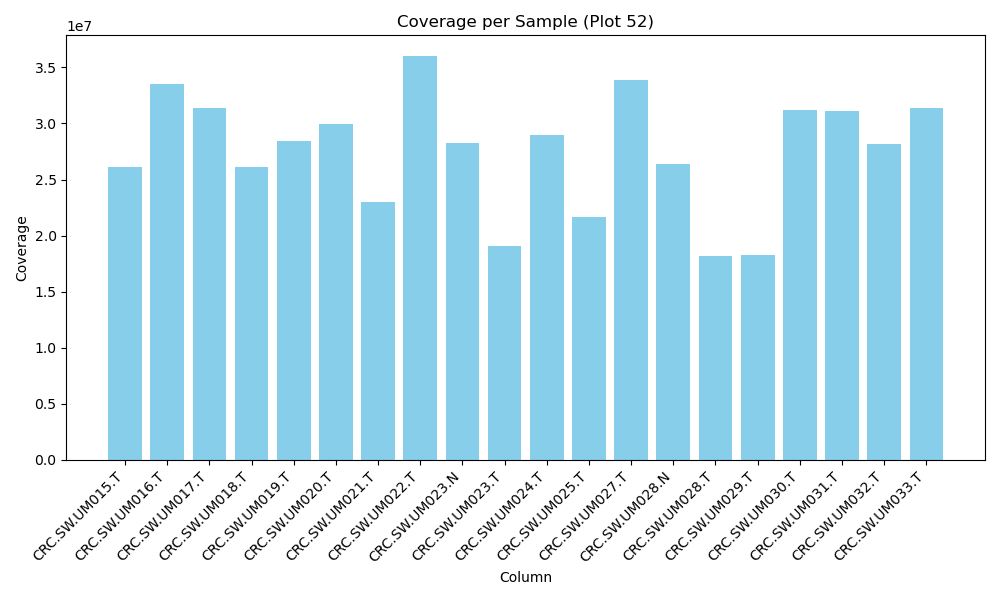 Coverage per Sample (Plot 52)
1e7
3.5
3.0
2.5
2.0
1.5
1.0
0.5
0.0
Coverage
CRC.SW.UM015.T
CRC.SW.UM016.T
CRC.SW.UM017.T
CRC.SW.UM018.T
CRC.SW.UM019.T
CRC.SW.UM020.T
CRC.SW.UM021.T
CRC.SW.UM022.T
CRC.SW.UM023.N
CRC.SW.UM023.T
CRC.SW.UM024.T
CRC.SW.UM025.T
CRC.SW.UM027.T
CRC.SW.UM028.N
CRC.SW.UM028.T
CRC.SW.UM029.T
CRC.SW.UM030.T
CRC.SW.UM031.T
CRC.SW.UM032.T
CRC.SW.UM033.T
Column